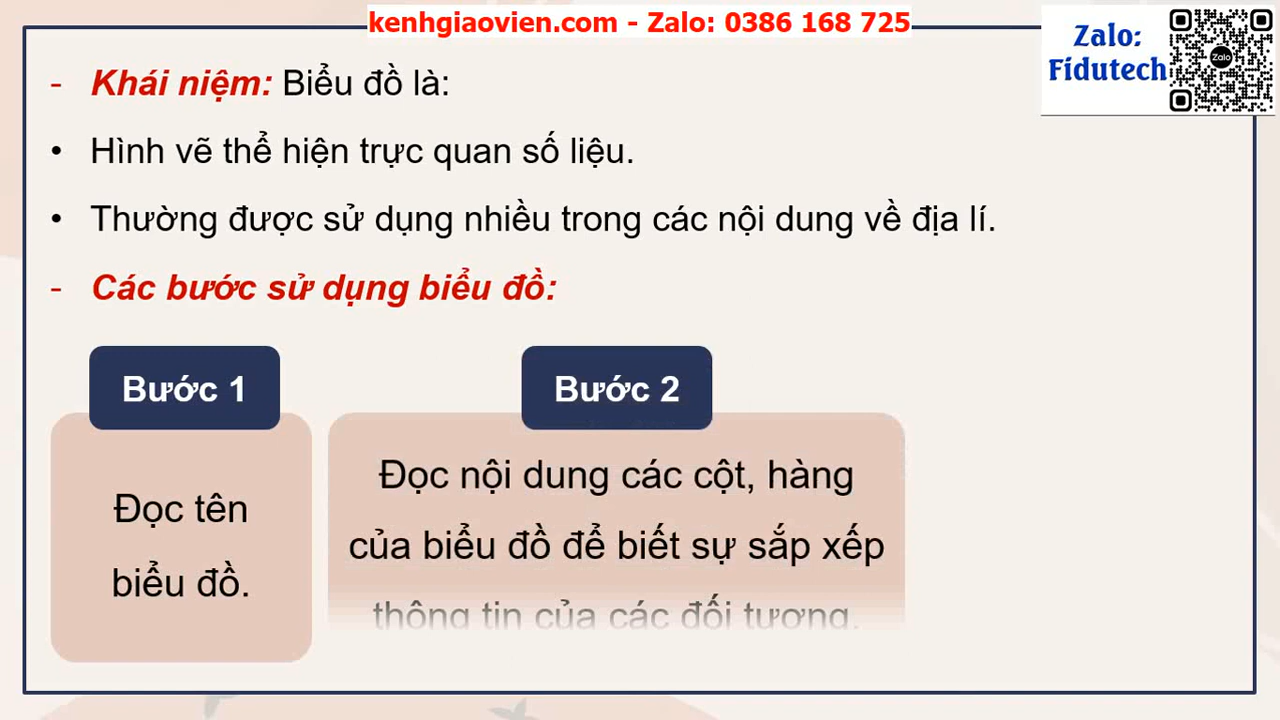 kenhgiaovien.com - Zalo: 0386 168 725
Zalo:
Fidutech
Zalo
- Khái niệm: Biểu đồ là:
• Hình vẽ thể hiện trực quan số liệu.
• Thường được sử dụng nhiều trong các nội dung về địa lí.
- Các bước sử dụng biểu đồ:
Bước 1
Đọc tên
biểu đồ.
Bước 2
Đọc nội dung các cột, hàng
của biểu đồ để biết sự sắp xếp
thông tin của các đối tượng.